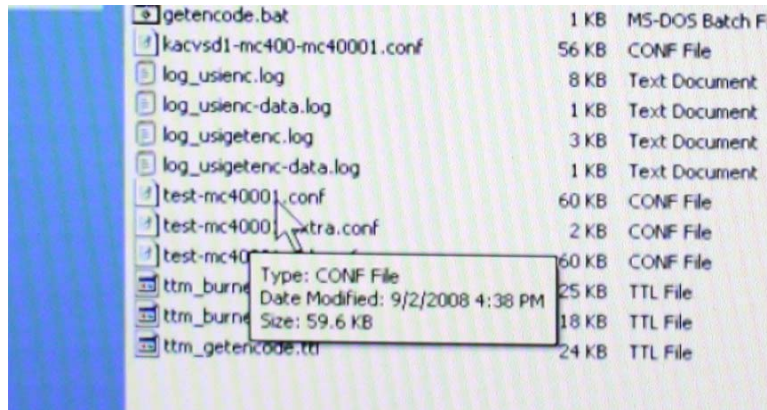 getencode.bat 1 KB MS-DOS Batch
kacvsd1-mc400-mc40001.conf 56 KB CONF File
log_usienc.log 8 KB Text Document
log_usienc-data.log 1 KB Text Document
log_usigetenc.log 3 KB Text Document
log_usigetenc-data.log 1 KB Text Document
test-mc40001.conf 60 KB CONF File
2 KB CONF File
60 KB CONF File
25 KB TTL File
18 KB TTL File
ttm_getencode.ttl 24 KB TTL File
Type: CONF File
Date Modified: 9/2/2008 4:38 PM
Size: 59.6 KB